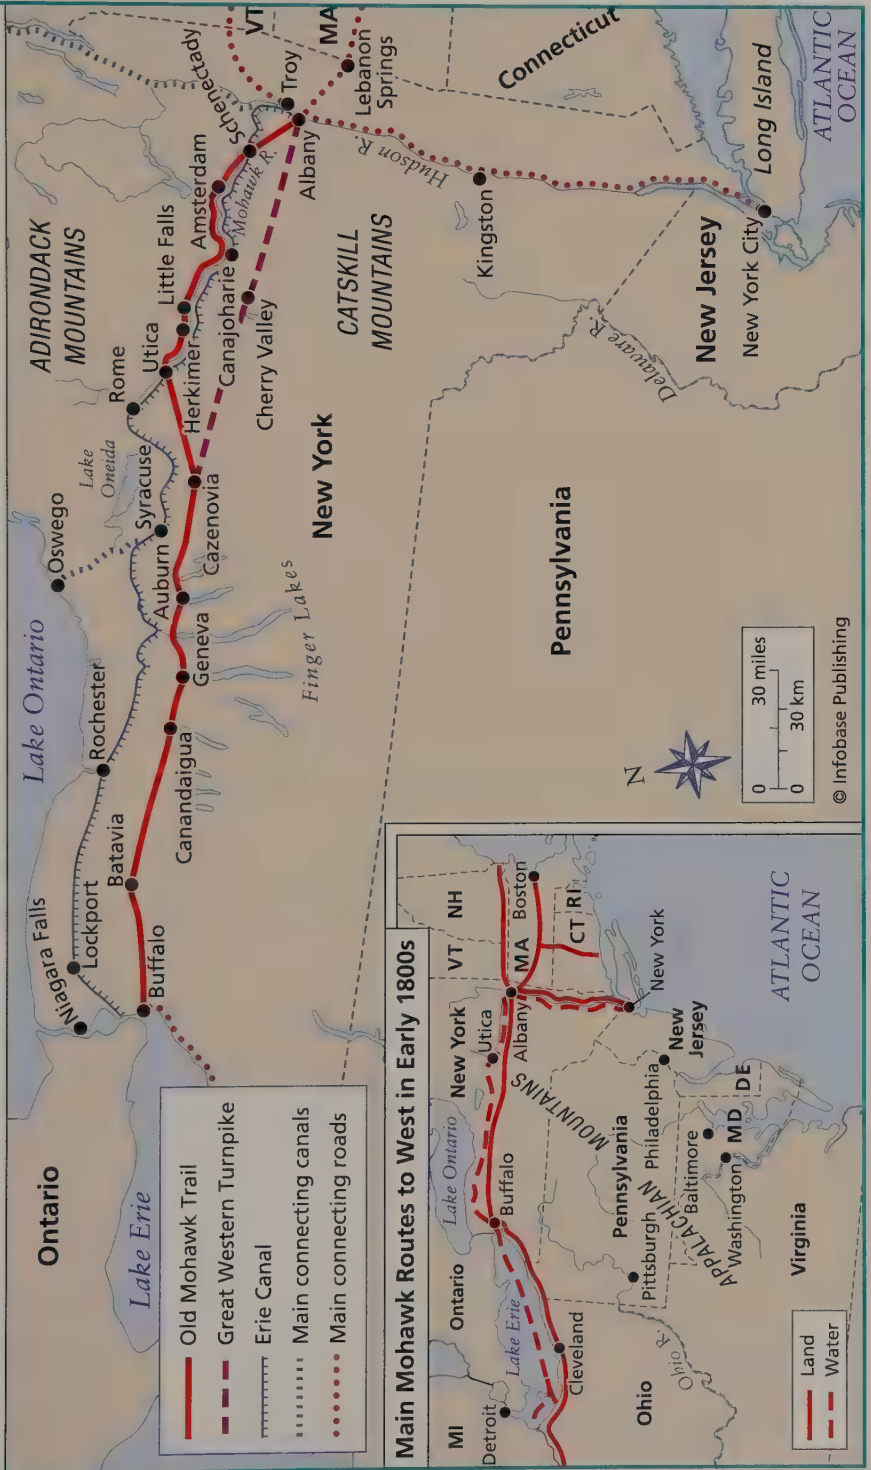 Ontario
Lake Erie
Niagara Falls
Lockport
Buffalo
Batavia
Rochester
Lake Ontario
Canandaigua
Geneva
Auburn
Oswego
Syracuse
Lake
Oneida
Cazenovia
Finger Lakes
Rome
Utica
Herkimer
Little Falls
ADIRONDACK
MOUNTAINS
Canajoharie
Cherry Valley
Amsterdam
Mohawk R.
Schenectady
Troy
Albany
VT
MA
Lebanon
Springs
New York
CATSKILL
MOUNTAINS
Hudson R.
Kingston
Connecticut
Pennsylvania
Delaware R.
New Jersey
New York City
Long Island
ATLANTIC
OCEAN
Old Mohawk Trail
Great Western Turnpike
Erie Canal
Main connecting canals
Main connecting roads
N
0 30 miles
0 30 km
© Infobase Publishing
Main Mohawk Routes to West in Early 1800s
MI
Detroit
Ontario
Lake Erie
Cleveland
Ohio
Ohio R.
Lake Ontario
Buffalo
New York
Utica
Albany
VT
NH
MA
Boston
CT
RI
New York
New
Jersey
APPALACHIAN MOUNTAINS
Pennsylvania
Pittsburgh
Philadelphia
Baltimore
Washington
MD
DE
Virginia
ATLANTIC
OCEAN
Land
Water